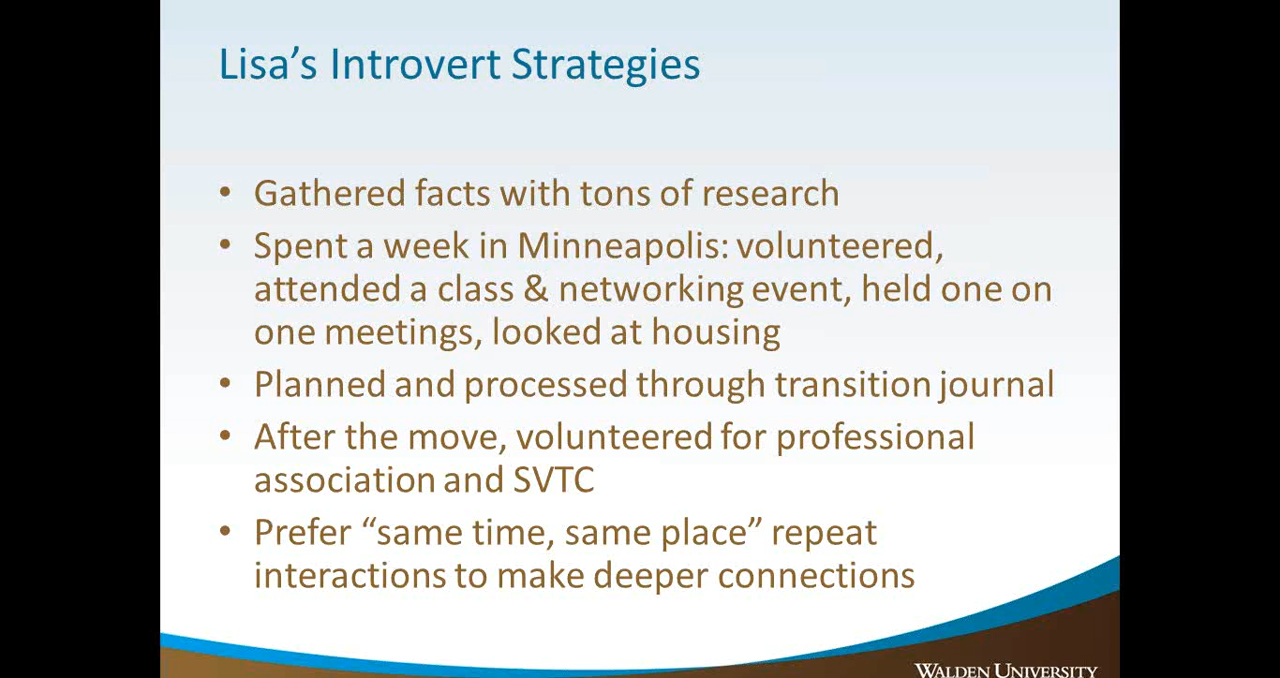 Lisa’s Introvert Strategies
• Gathered facts with tons of research
• Spent a week in Minneapolis: volunteered,
attended a class & networking event, held one on
one meetings, looked at housing
• Planned and processed through transition journal
• After the move, volunteered for professional
association and SVTC
• Prefer “same time, same place” repeat
interactions to make deeper connections
WALDEN UNIVERSITY